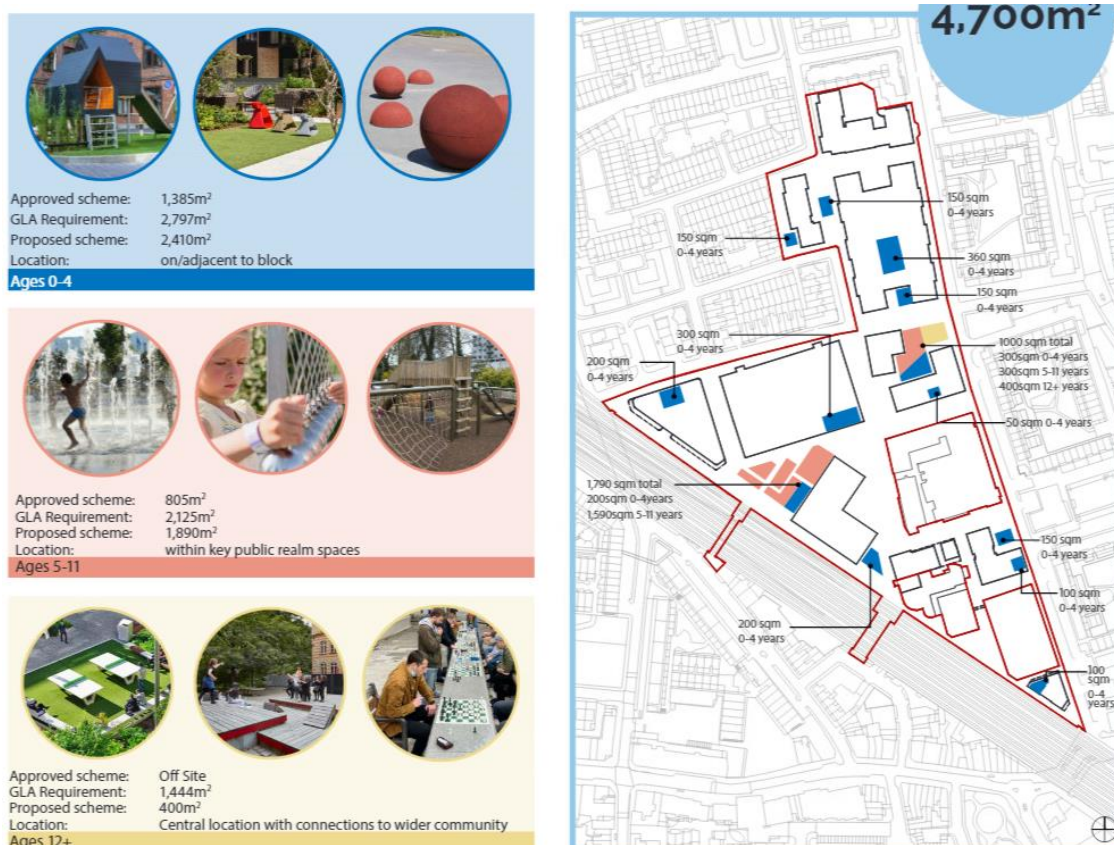 Approved scheme: 1,385m²
GLA Requirement: 2,797m²
Proposed scheme: 2,410m²
Location: on/adjacent to block
Ages 0-4
Approved scheme: 805m²
GLA Requirement: 2,125m²
Proposed scheme: 1,890m²
Location: within key public realm spaces
Ages 5-11
Approved scheme: Off Site
GLA Requirement: 1,444m²
Proposed scheme: 400m²
Location: Central location with connections to wider community
Ages 12+
4,700m²
150 sqm
0-4 years
150 sqm
0-4 years
360 sqm
0-4 years
150 sqm
0-4 years
300 sqm
0-4 years
200 sqm
0-4 years
1000 sqm total
300sqm 0-4 years
300sqm 5-11 years
400sqm 12+ years
50 sqm 0-4 years
1,790 sqm total
200sqm 0-4years
1,590sqm 5-11 years
150 sqm
0-4 years
100 sqm
0-4 years
200 sqm
0-4 years
100
sqm
0-4
years